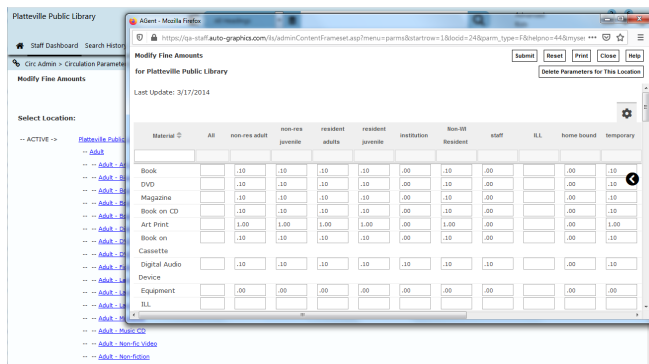 Platteville Public Library
AGent - Mozilla Firefox
https://qa-staff.auto-graphics.com/ils/adminContentFrameset.asp?menu=parms&startrow=1&locid=24&parm_type=F&helpno=44&myses
Staff Dashboard Search History
Circ Admin > Circulation Paramete
Modify Fine Amounts
Modify Fine Amounts
Submit Reset Print Close Help
for Platteville Public Library
Delete Parameters for This Location
Last Update: 3/17/2014
Select Location:
-- ACTIVE -> Platteville Public
-- Adult
Material All non-res adult non-res juvenile resident adults resident juvenile institution Non-WI Resident staff ILL home bound temporary
Book .10 .10 .10 .10 .00 .10 .00 .00 .10
DVD .10 .10 .10 .10 .00 .10 .00 .00 .10
Magazine .10 .10 .10 .10 .00 .10 .00 .00 .10
Book on CD .10 .10 .10 .10 .00 .10 .00 .00 .10
Art Print 1.00 1.00 1.00 1.00 .00 1.00 .00 .00 1.00
Book on Cassette .10 .10 .10 .10 .00 .10 .00 .00 .10
Digital Audio Device .10 .10 .10 .10 .10 .10 .10 .00 .10
Equipment .00 .00 .00 .00 .00 .00 .00 .00 .00
ILL
-- -- Adult - Music CD
-- -- Adult - Non-fic Video
-- -- Adult - Non-fiction